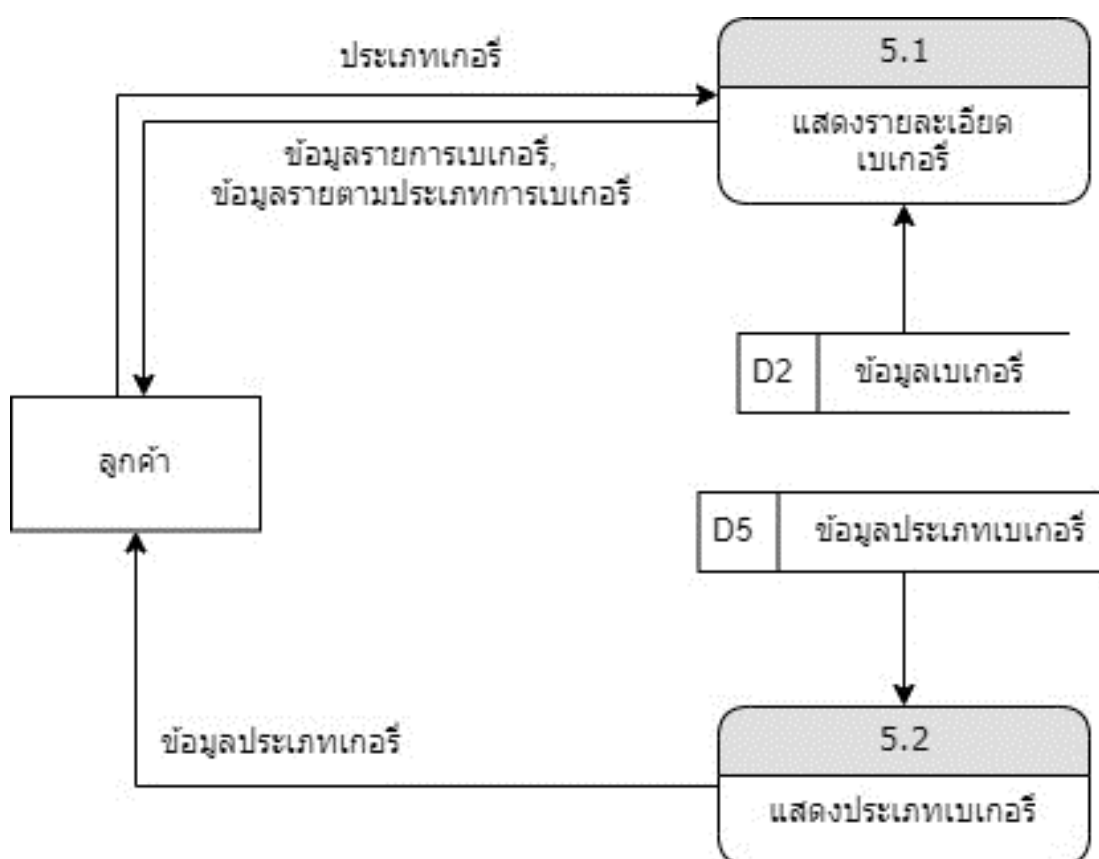 ประเภทเกอรี่
5.1
แสดงรายละเอียด
เบเกอรี่
ข้อมูลรายการเบเกอรี่,
ข้อมูลรายตามประเภทการเบเกอรี่
D2 ข้อมูลเบเกอรี่
ลูกค้า
D5 ข้อมูลประเภทเบเกอรี่
ข้อมูลประเภทเกอรี่
5.2
แสดงประเภทเบเกอรี่